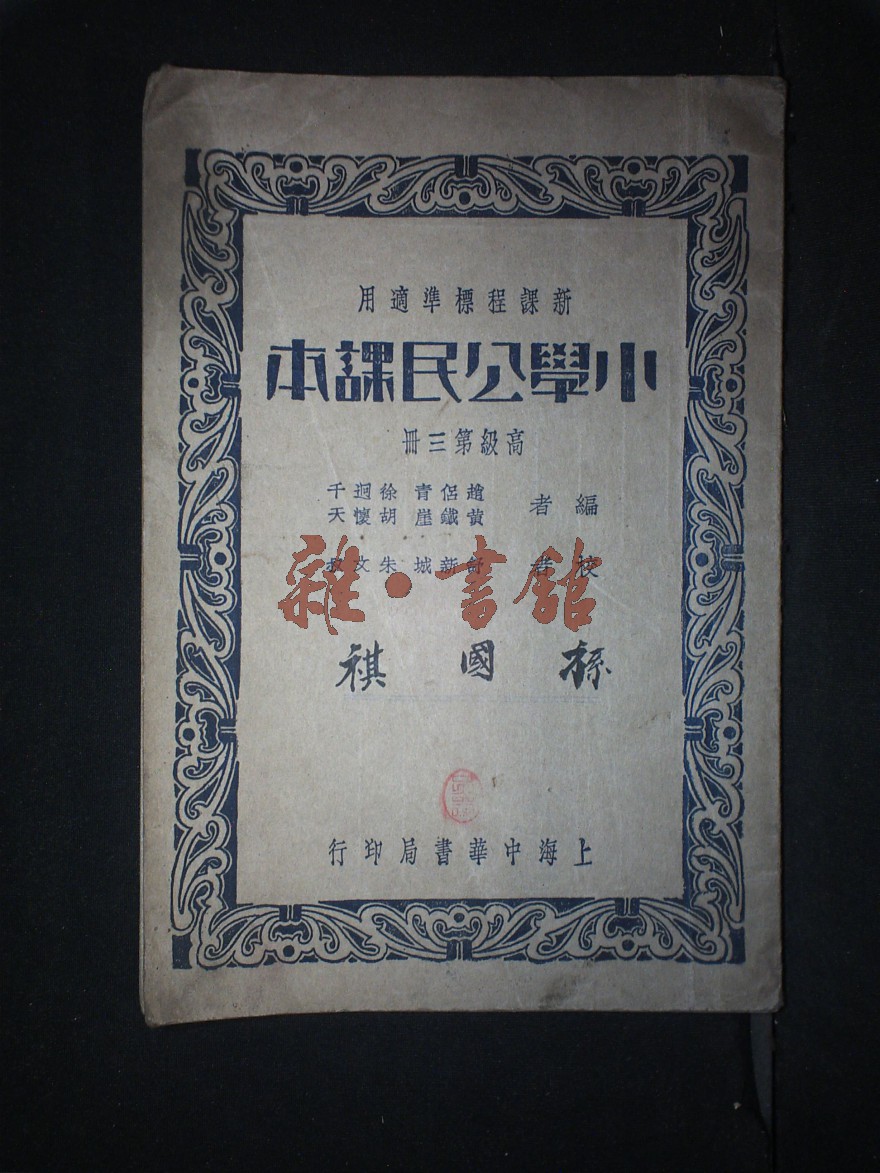 新課程標準適用
小學公民課本
高級第三冊
編者 趙侶青 徐迥千
黃鐵崖 胡懷天
校者 舒新城 朱文叔
雜·書館
孫國祺
上海中華書局印行